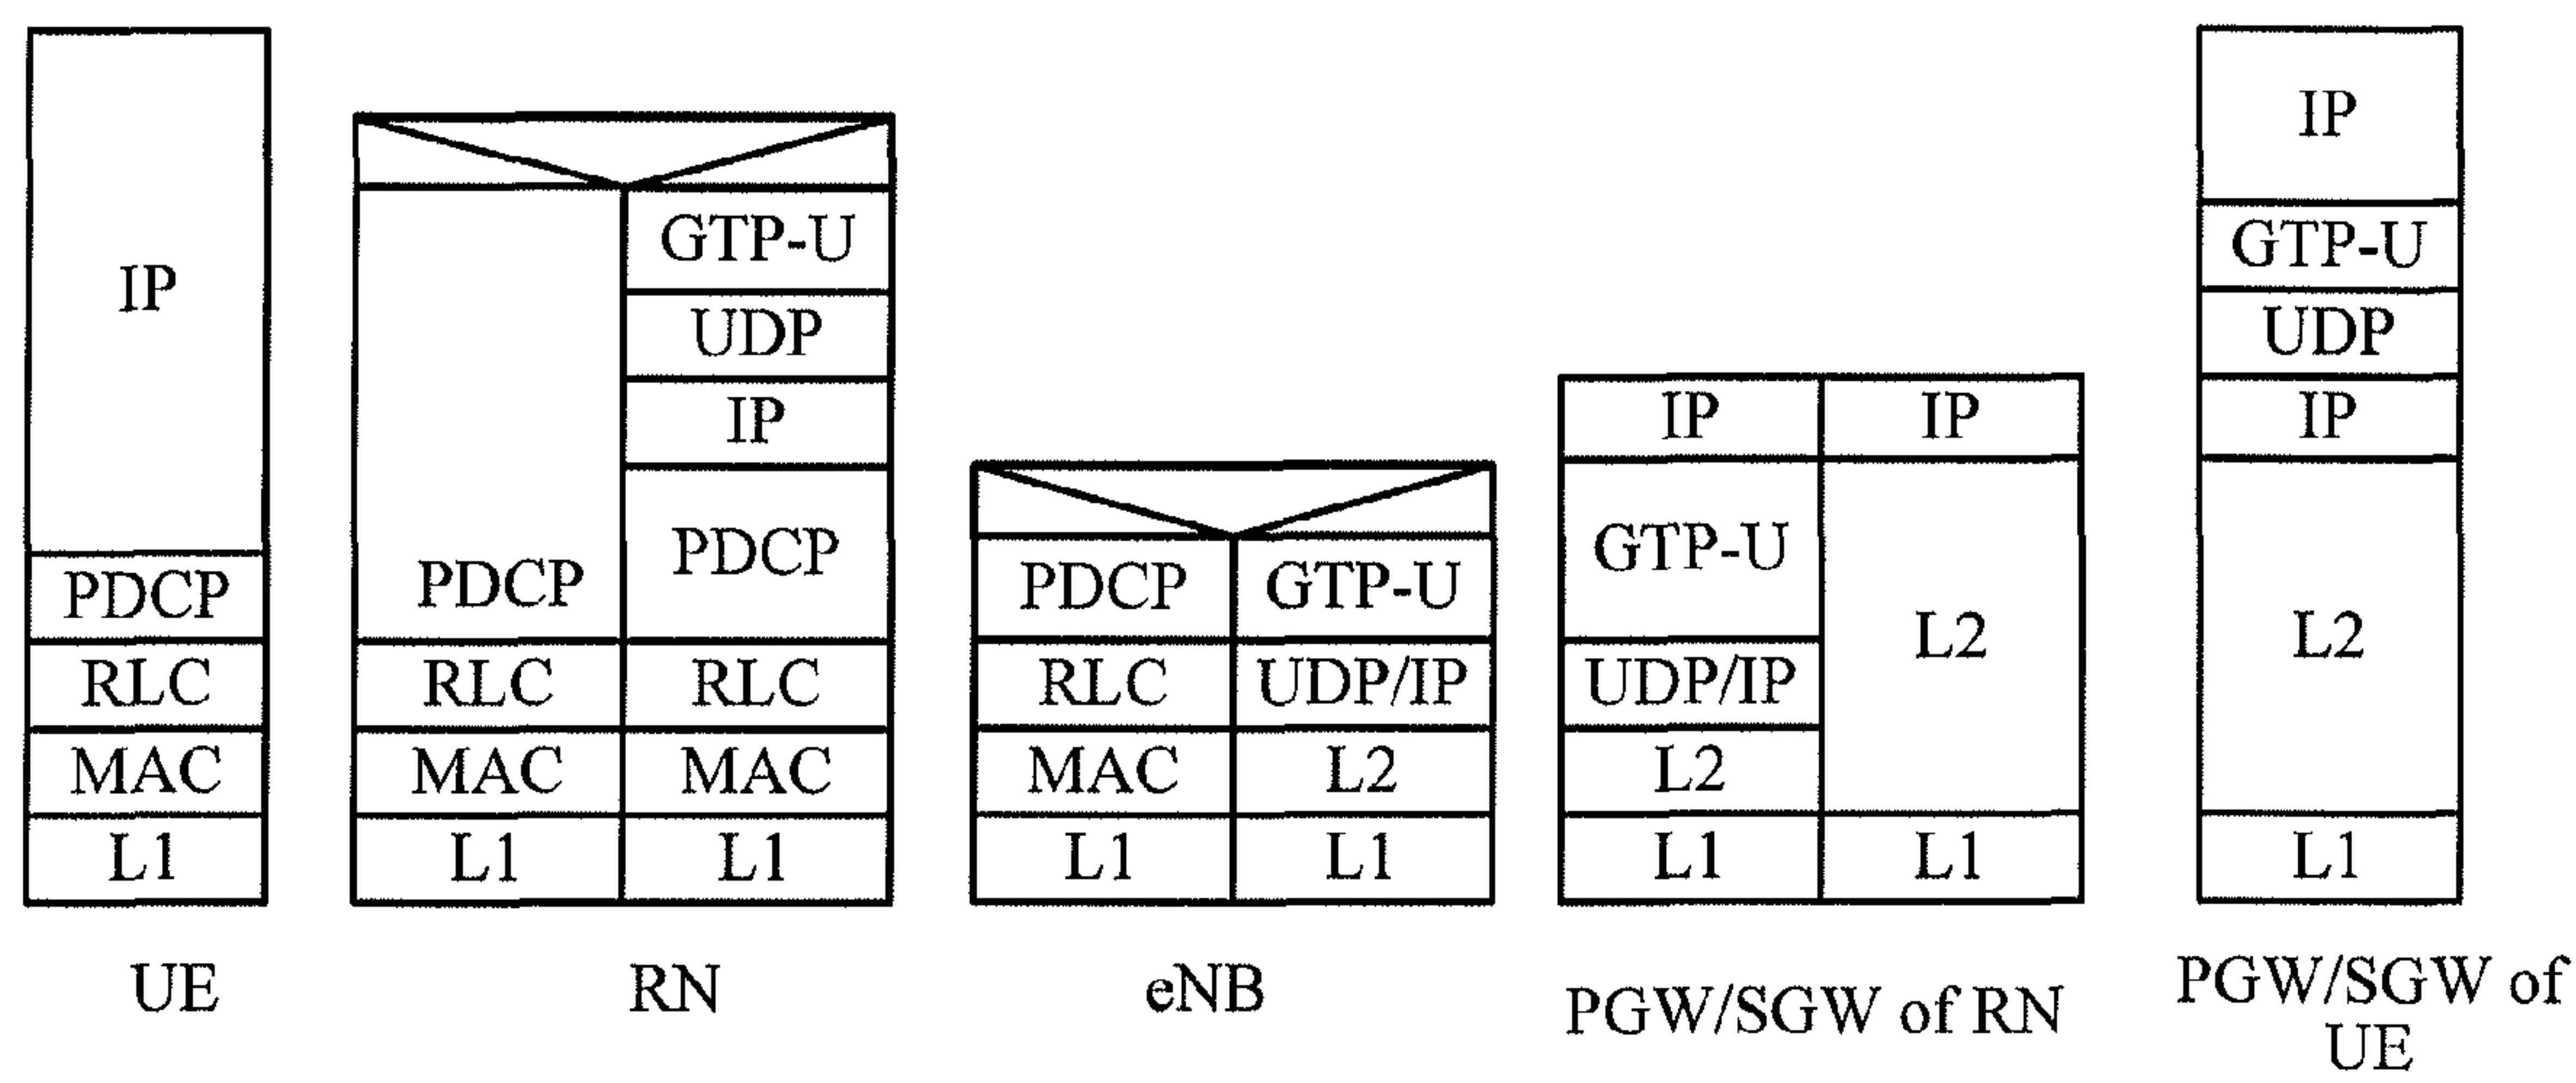 IP
PDCP
RLC
MAC
L1
UE
PDCP
RLC
MAC
L1
GTP-U
UDP
IP
PDCP
RLC
MAC
L1
RN
PDCP
RLC
MAC
L1
GTP-U
UDP/IP
L2
L1
eNB
IP
GTP-U
UDP/IP
L2
L1
IP
L2
L1
PGW/SGW of RN
IP
GTP-U
UDP
IP
L2
L1
PGW/SGW of
UE